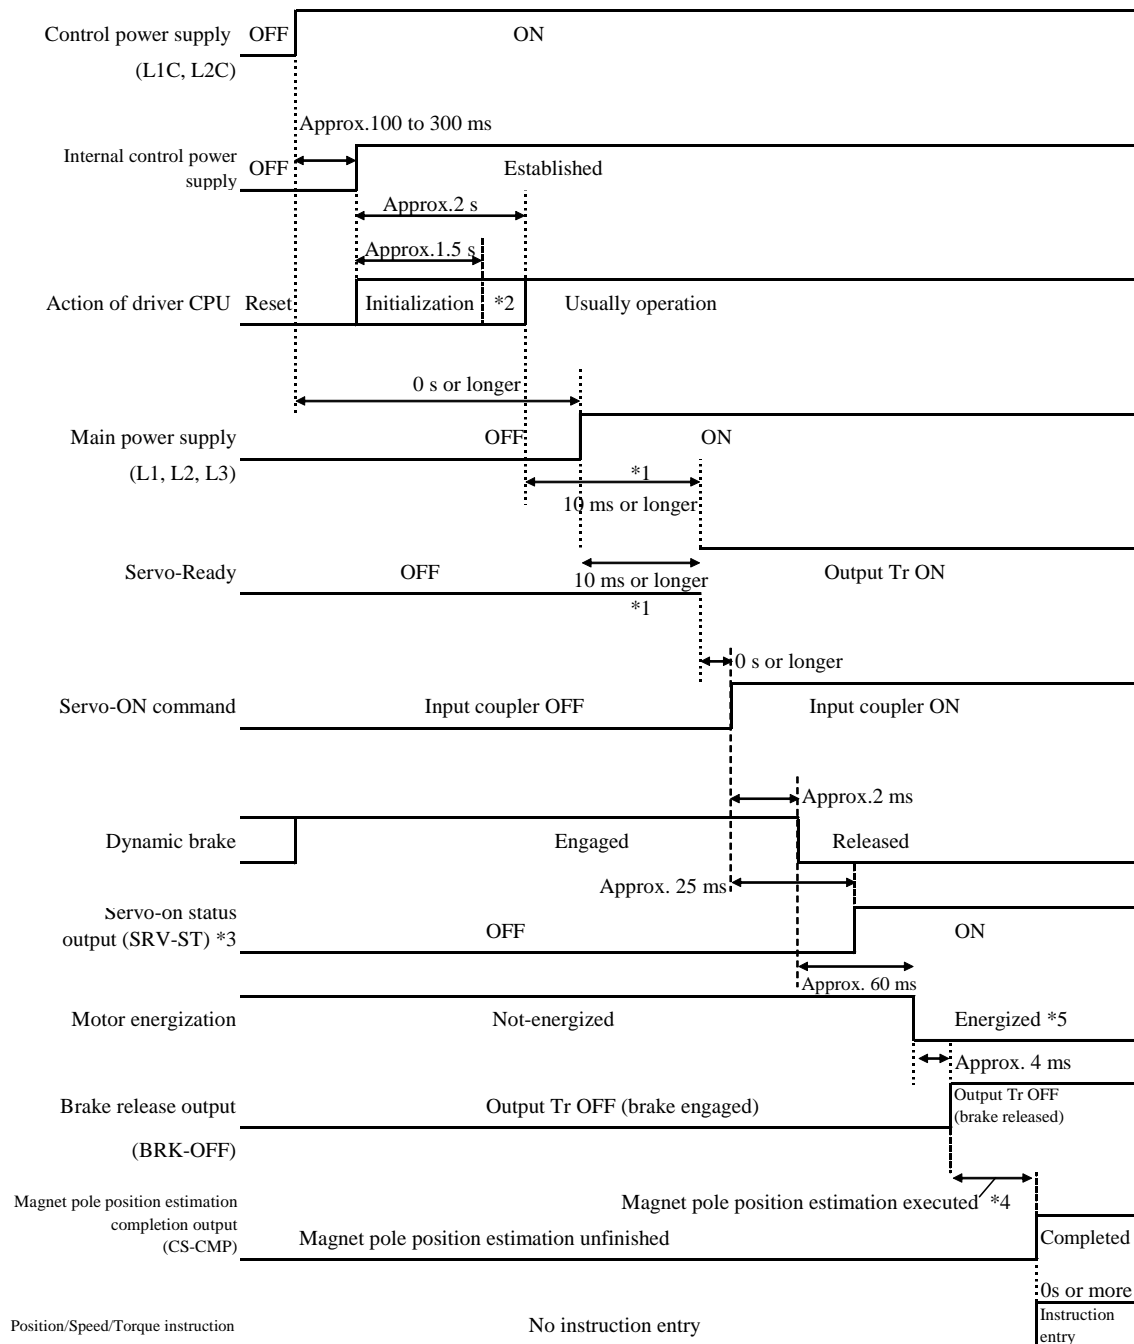 Control power supply OFF ON
(L1C, L2C)
Approx.100 to 300 ms
Internal control power
supply OFF Established
Approx.2 s
Approx.1.5 s
Action of driver CPU Reset Initialization *2 Usually operation
0 s or longer
Main power supply OFF ON
(L1, L2, L3)
*1
10 ms or longer
Servo-Ready OFF Output Tr ON
10 ms or longer
*1
0 s or longer
Servo-ON command Input coupler OFF Input coupler ON
Approx.2 ms
Dynamic brake Engaged Released
Approx. 25 ms
Servo-on status
output (SRV-ST) *3 OFF ON
Approx. 60 ms
Motor energization Not-energized Energized *5
Approx. 4 ms
Brake release output Output Tr OFF (brake engaged) Output Tr OFF
(brake released)
(BRK-OFF)
Magnet pole position estimation executed *4
Magnet pole position estimation
completion output
(CS-CMP)
Magnet pole position estimation unfinished Completed
0s or more
Position/Speed/Torque instruction No instruction entry Instruction
entry